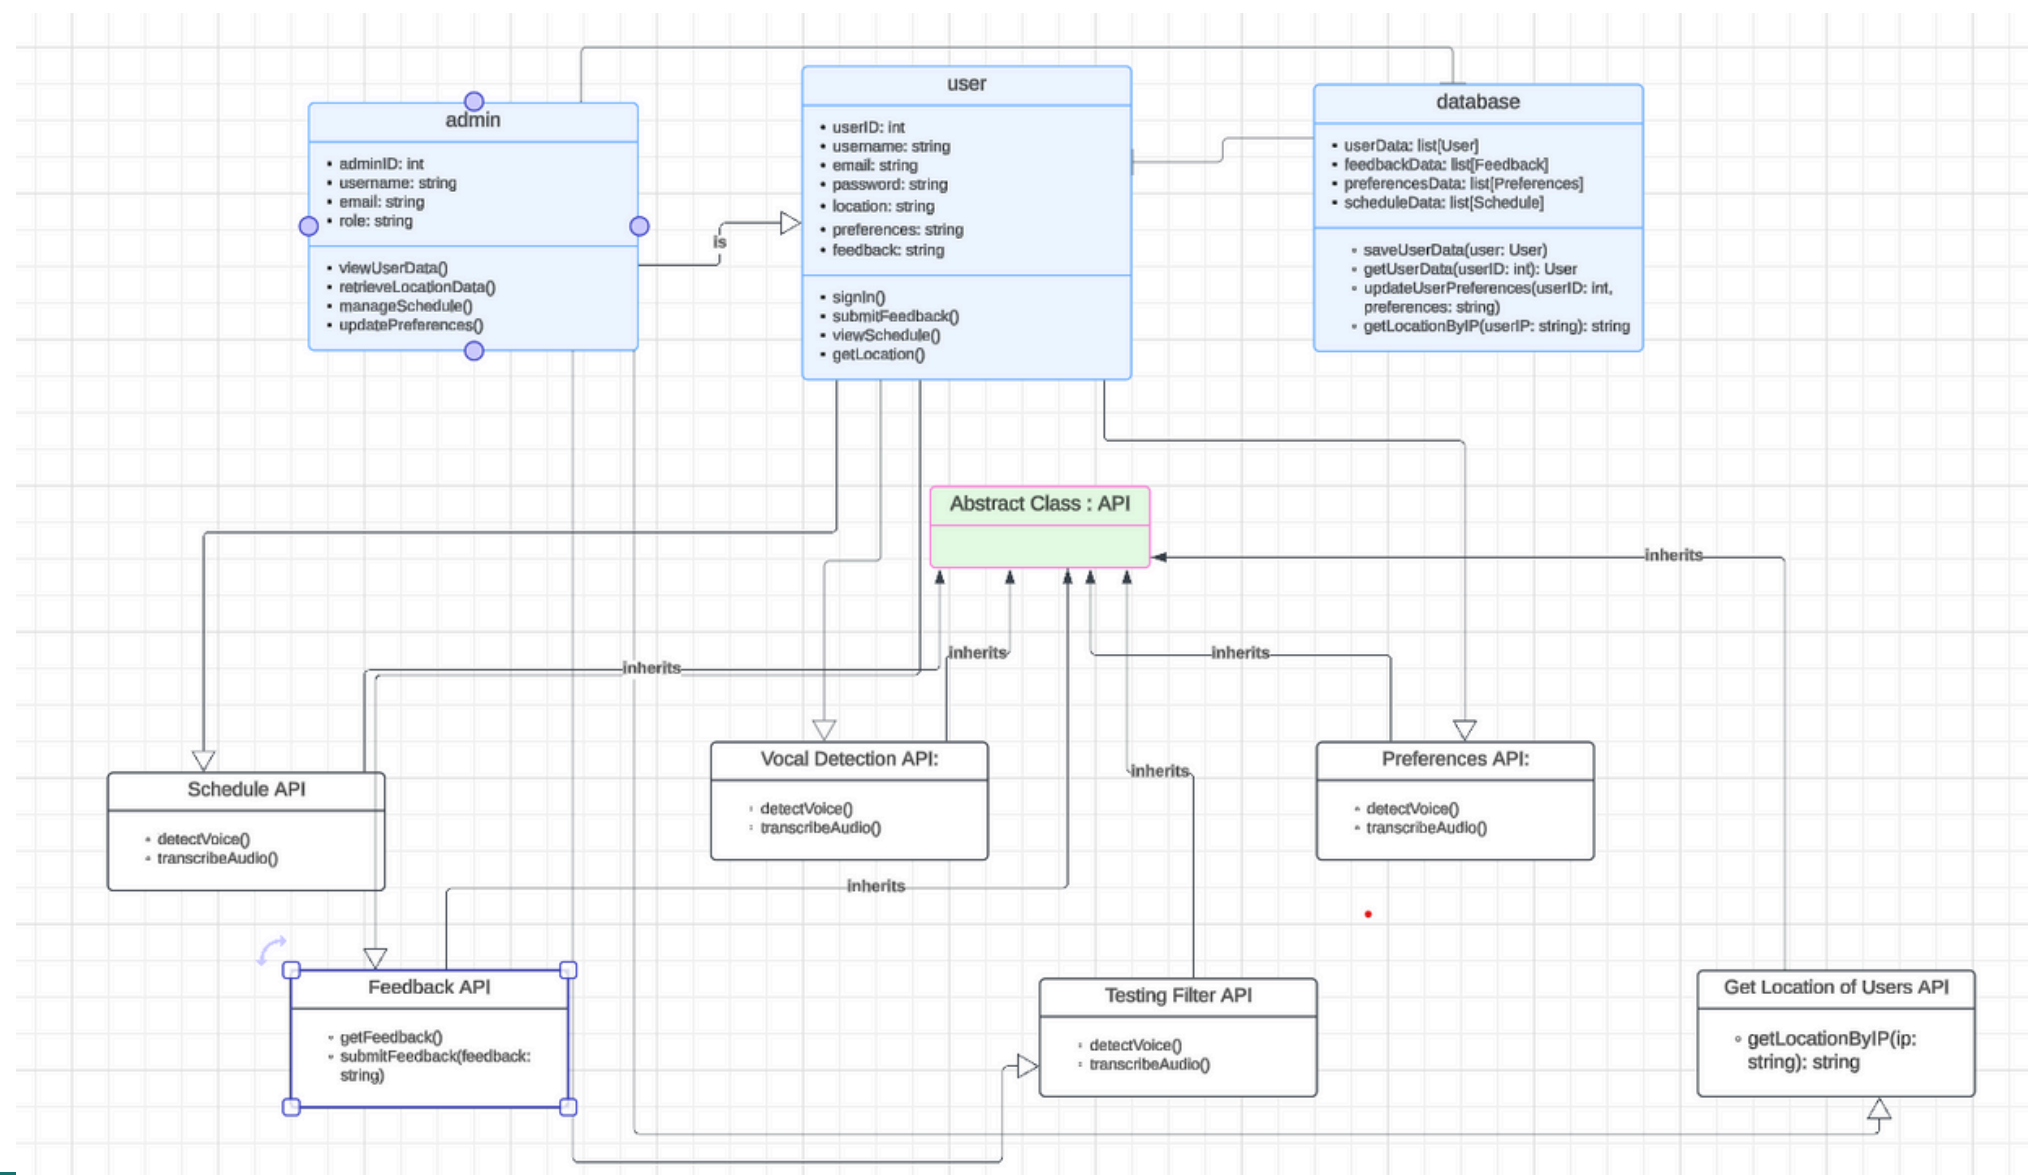 user
userID: int
username: string
email: string
password: string
location: string
preferences: string
feedback: string
signIn()
submitFeedback()
viewSchedule()
getLocation()
admin
adminID: int
username: string
email: string
role: string
viewUserData()
retrieveLocationData()
manageSchedule()
updatePreferences()
is
database
userData: list[User]
feedbackData: list[Feedback]
preferencesData: list[Preferences]
scheduleData: list[Schedule]
saveUserData(user: User)
getUserData(userID: int): User
updateUserPreferences(userID: int,
preferences: string)
getLocationByIP(userIP: string): string
Abstract Class : API
inherits
inherits
inherits
inherits
inherits
inherits
Schedule API
detectVoice()
transcribeAudio()
Vocal Detection API:
detectVoice()
transcribeAudio()
Preferences API:
detectVoice()
transcribeAudio()
Feedback API
getFeedback()
submitFeedback(feedback:
string)
Testing Filter API
detectVoice()
transcribeAudio()
Get Location of Users API
getLocationByIP(ip:
string): string